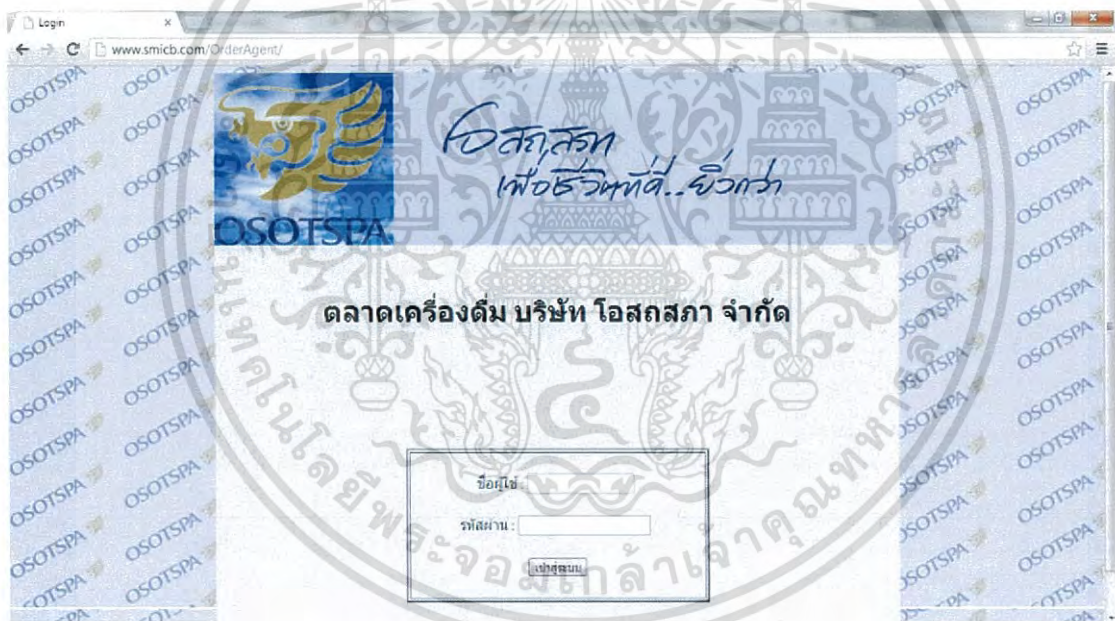 Login
www.smicb.com/OrderAgent/
OSOTSPA
โอสถสภา
เพื่อชีวิตที่ดี..ยิ่งกว่า
ตลาดเครื่องดื่ม บริษัท โอสถสภา จำกัด
ชื่อผู้ใช้ :
รหัสผ่าน :
เข้าสู่ระบบ